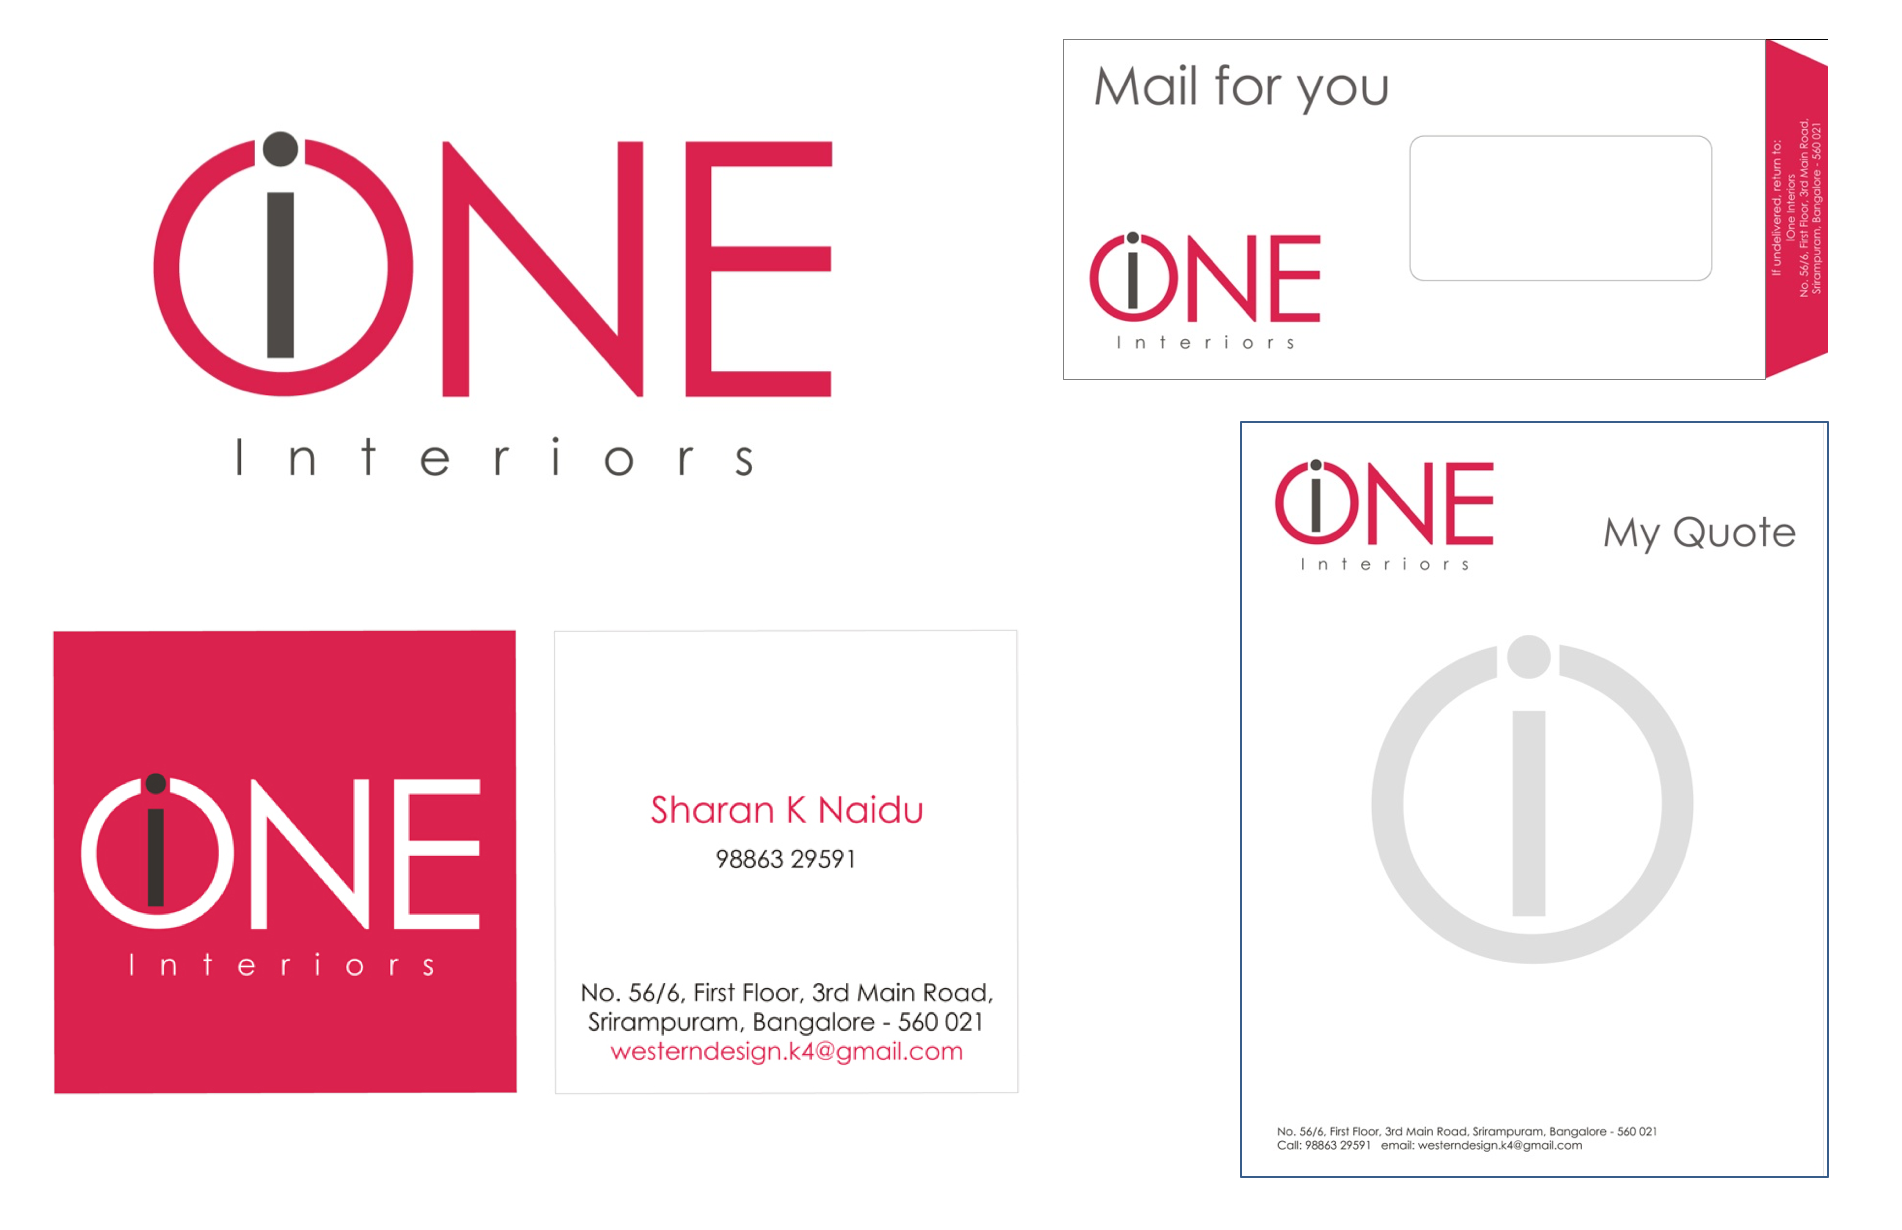 iONE
Interiors
Mail for you
iONE
Interiors
If undelivered, return to:
iOne Interiors
No. 56/6, First Floor, 3rd Main Road,
Srirampuram, Bangalore - 560 021
iONE
Interiors
My Quote
i
No. 56/6, First Floor, 3rd Main Road, Srirampuram, Bangalore - 560 021
Call: 98863 29591 email: westerndesign.k4@gmail.com
iONE
Interiors
Sharan K Naidu
98863 29591
No. 56/6, First Floor, 3rd Main Road,
Srirampuram, Bangalore - 560 021
westerndesign.k4@gmail.com